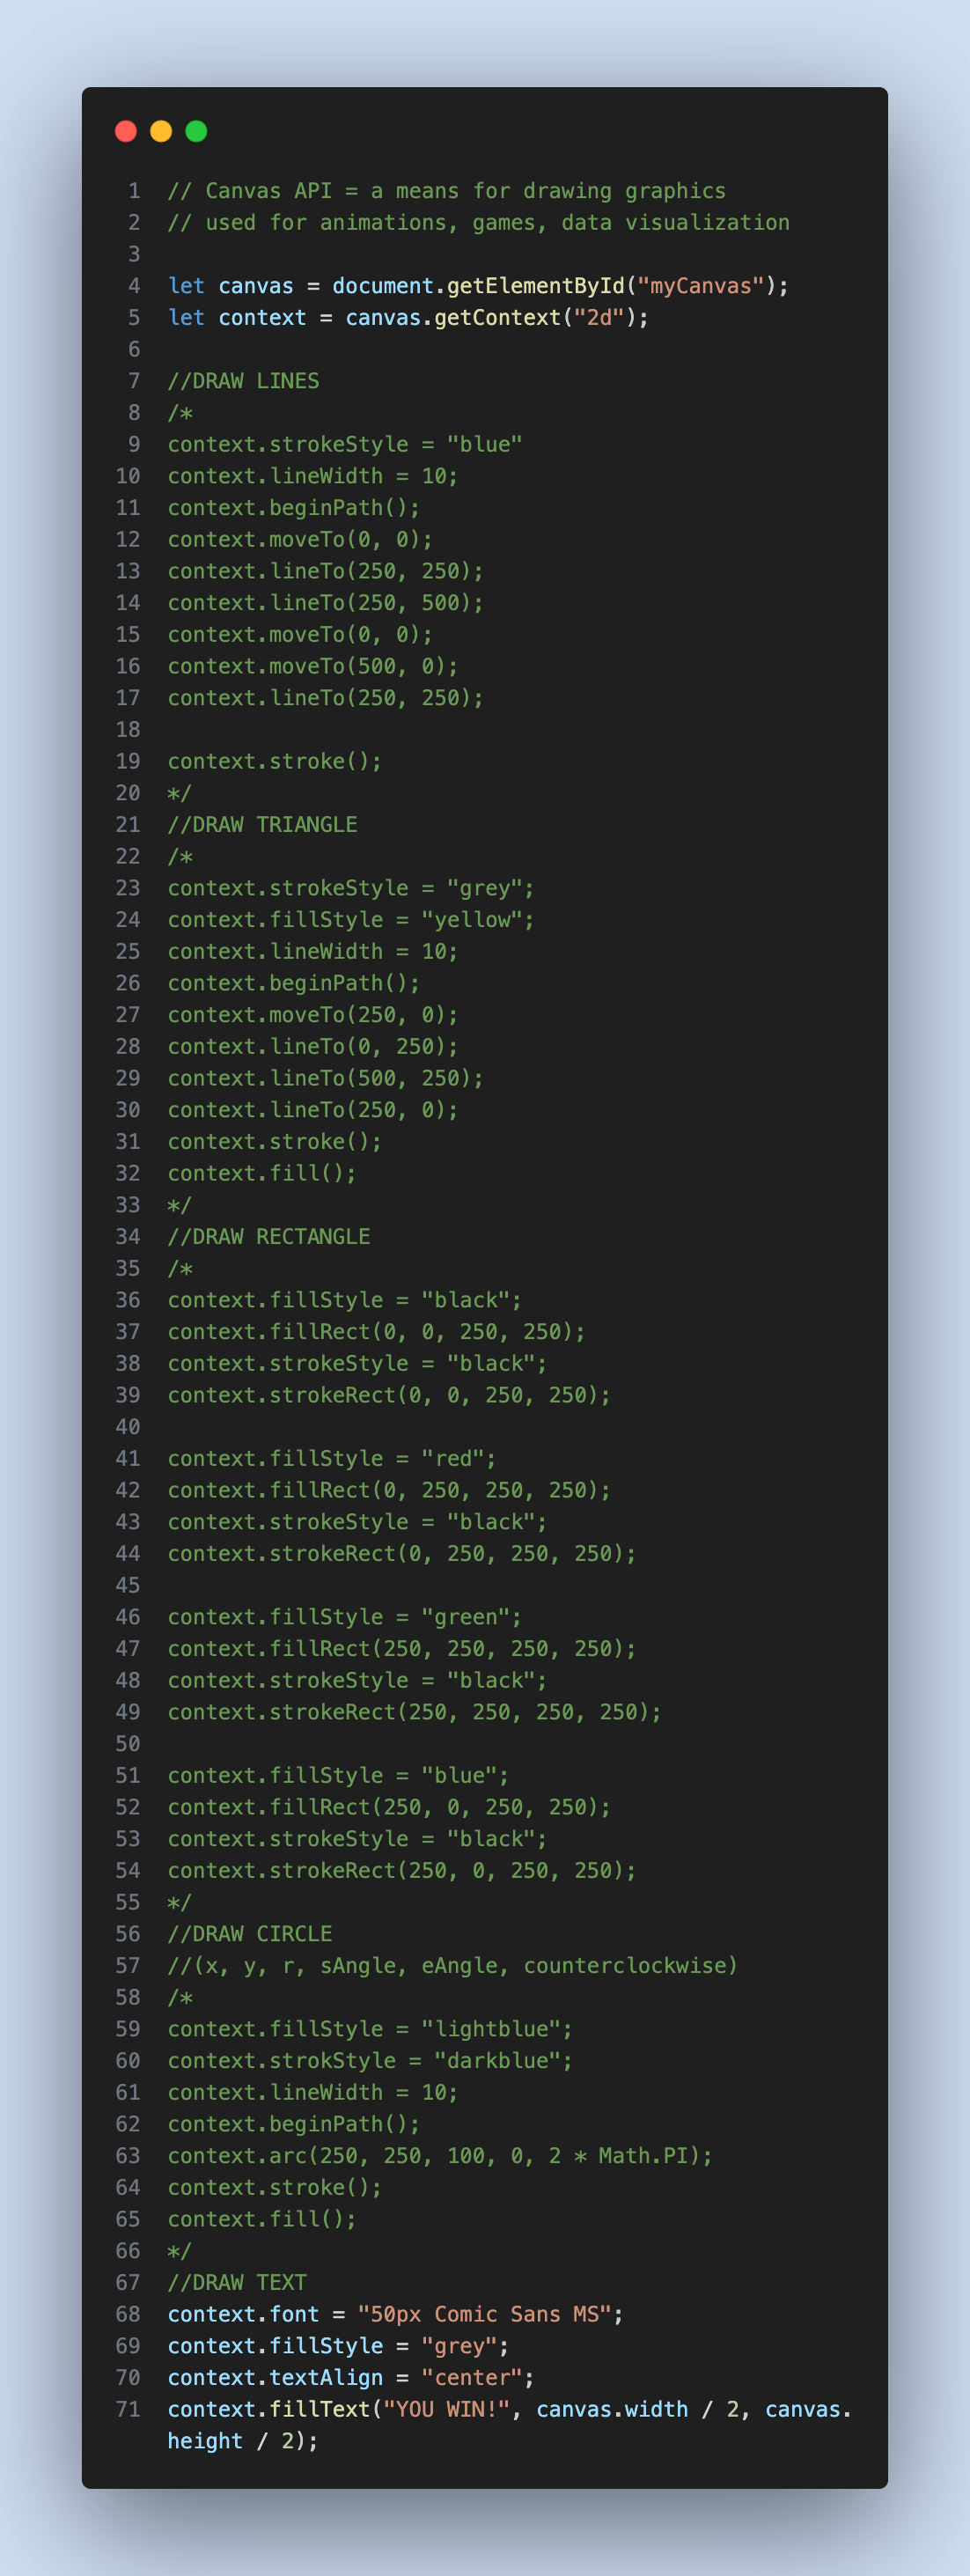 1 // Canvas API = a means for drawing graphics
2 // used for animations, games, data visualization
3
4 let canvas = document.getElementById("myCanvas");
5 let context = canvas.getContext("2d");
6
7 //DRAW LINES
8 /*
9 context.strokeStyle = "blue"
10 context.lineWidth = 10;
11 context.beginPath();
12 context.moveTo(0, 0);
13 context.lineTo(250, 250);
14 context.lineTo(250, 500);
15 context.moveTo(0, 0);
16 context.moveTo(500, 0);
17 context.lineTo(250, 250);
18
19 context.stroke();
20 */
21 //DRAW TRIANGLE
22 /*
23 context.strokeStyle = "grey";
24 context.fillStyle = "yellow";
25 context.lineWidth = 10;
26 context.beginPath();
27 context.moveTo(250, 0);
28 context.lineTo(0, 250);
29 context.lineTo(500, 250);
30 context.lineTo(250, 0);
31 context.stroke();
32 context.fill();
33 */
34 //DRAW RECTANGLE
35 /*
36 context.fillStyle = "black";
37 context.fillRect(0, 0, 250, 250);
38 context.strokeStyle = "black";
39 context.strokeRect(0, 0, 250, 250);
40
41 context.fillStyle = "red";
42 context.fillRect(0, 250, 250, 250);
43 context.strokeStyle = "black";
44 context.strokeRect(0, 250, 250, 250);
45
46 context.fillStyle = "green";
47 context.fillRect(250, 250, 250, 250);
48 context.strokeStyle = "black";
49 context.strokeRect(250, 250, 250, 250);
50
51 context.fillStyle = "blue";
52 context.fillRect(250, 0, 250, 250);
53 context.strokeStyle = "black";
54 context.strokeRect(250, 0, 250, 250);
55 */
56 //DRAW CIRCLE
57 //(x, y, r, sAngle, eAngle, counterclockwise)
58 /*
59 context.fillStyle = "lightblue";
60 context.strokStyle = "darkblue";
61 context.lineWidth = 10;
62 context.beginPath();
63 context.arc(250, 250, 100, 0, 2 * Math.PI);
64 context.stroke();
65 context.fill();
66 */
67 //DRAW TEXT
68 context.font = "50px Comic Sans MS";
69 context.fillStyle = "grey";
70 context.textAlign = "center";
71 context.fillText("YOU WIN!", canvas.width / 2, canvas.
height / 2);